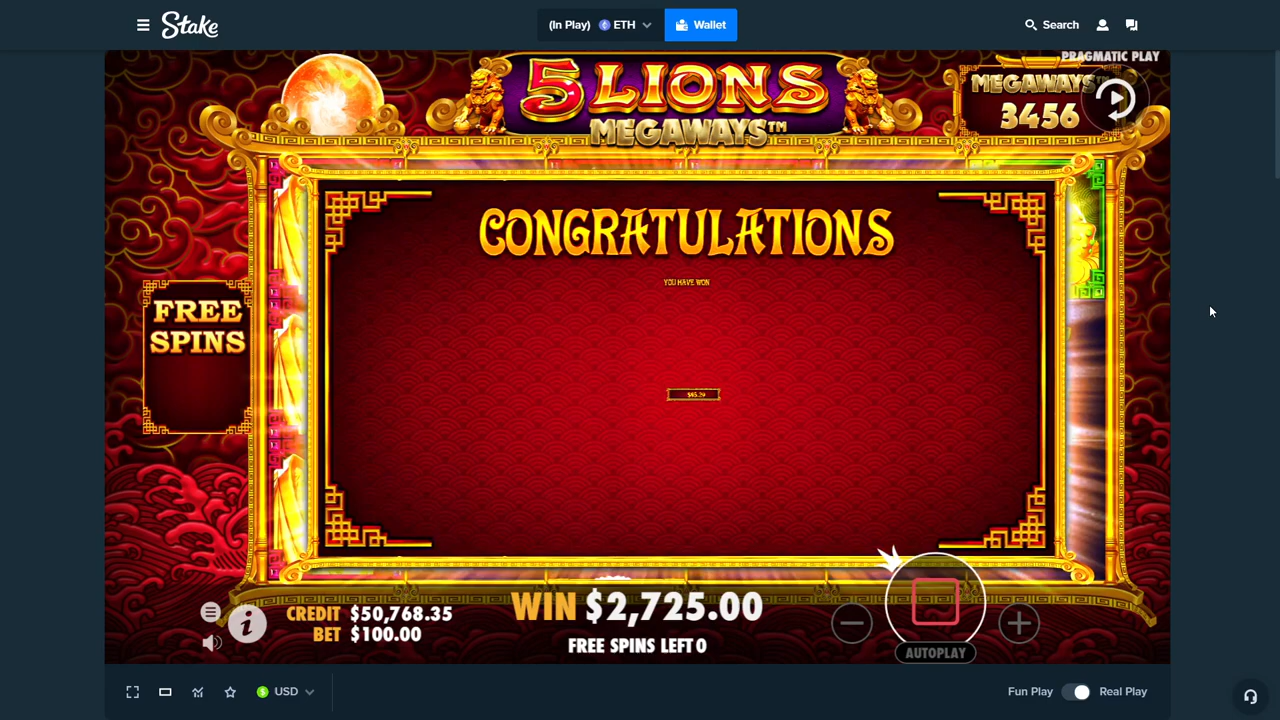 Stake
(In Play) ETH
Wallet
Search
PRAGMATIC PLAY
5 LIONS
MEGAWAYS™
MEGAWAYS™
3456
CONGRATULATIONS
YOU HAVE WON
FREE
SPINS
CREDIT $50,768.35
BET $100.00
WIN $2,725.00
FREE SPINS LEFT 0
AUTOPLAY
USD
Fun Play
Real Play